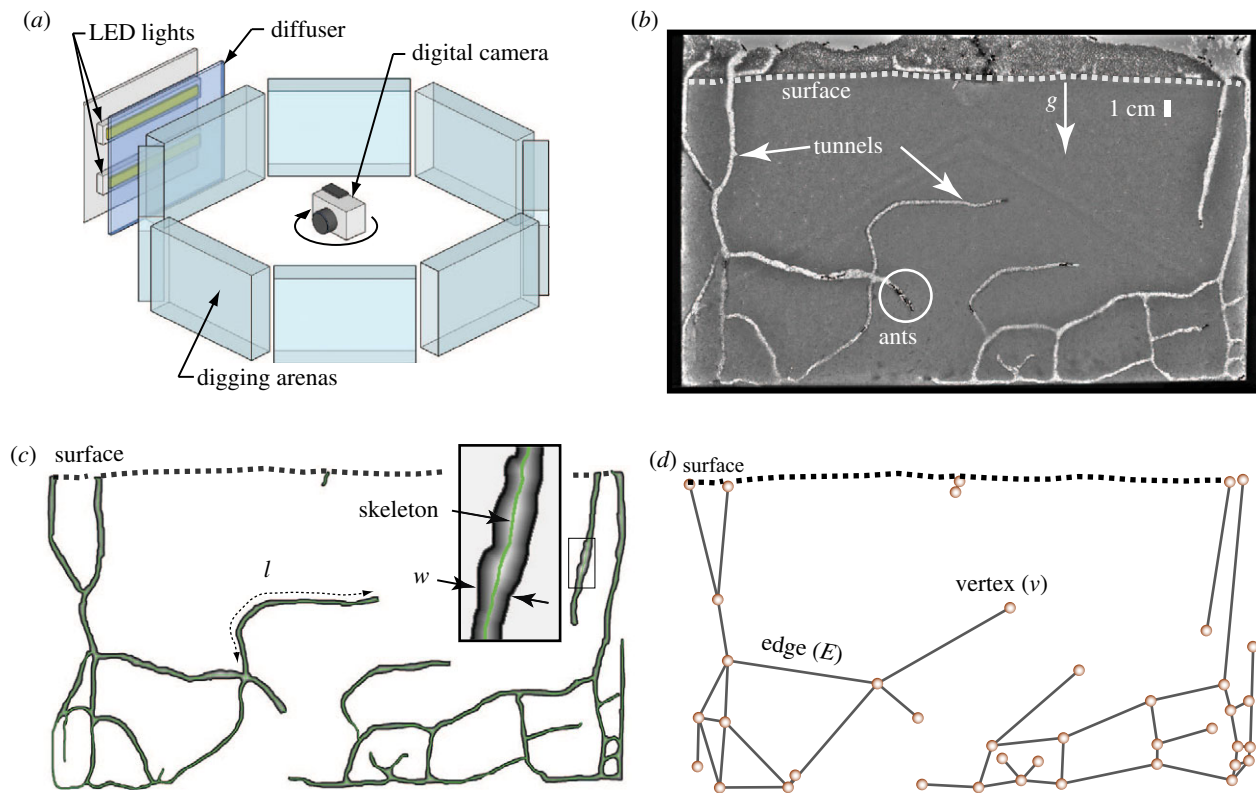 (a)
LED lights
diffuser
digital camera
digging arenas
(b)
surface
g
1 cm
tunnels
ants
(c)
surface
skeleton
l
w
(d)
surface
vertex (v)
edge (E)